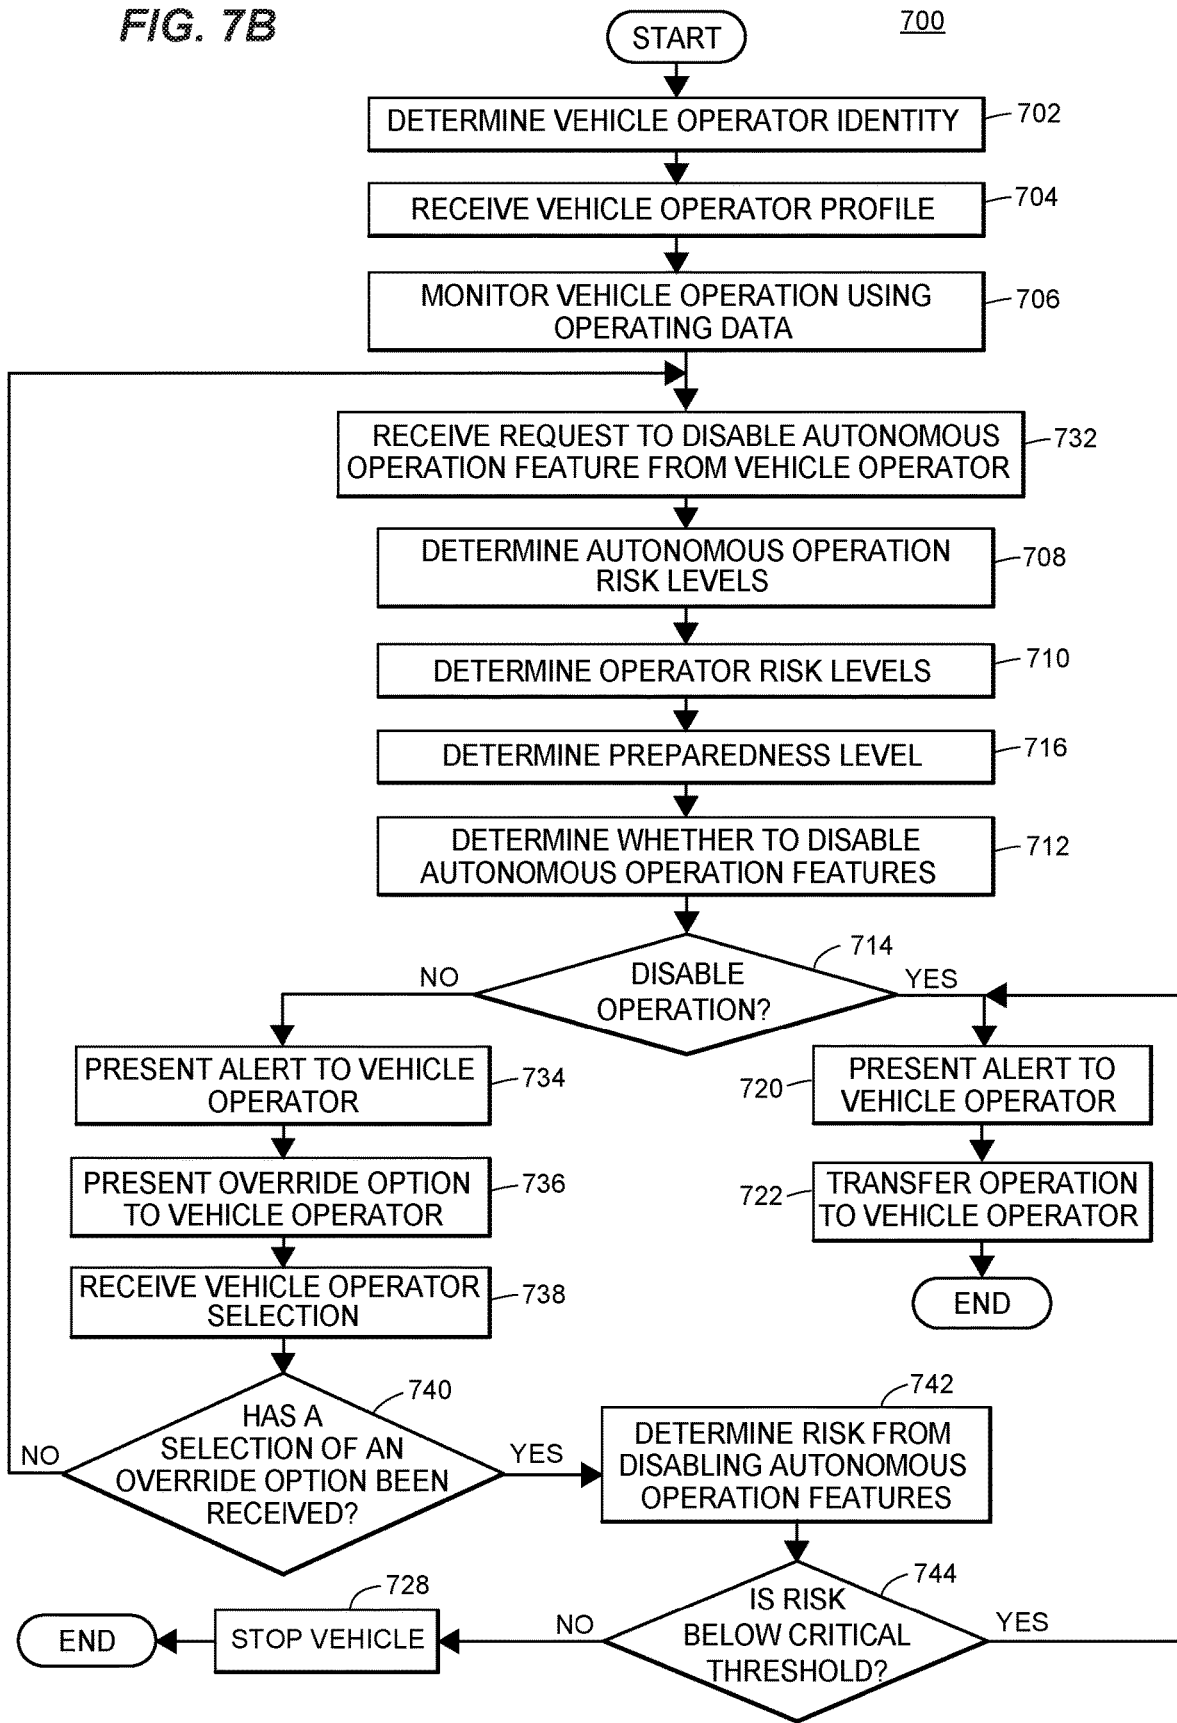 FIG. 7B
700
START
DETERMINE VEHICLE OPERATOR IDENTITY
702
RECEIVE VEHICLE OPERATOR PROFILE
704
MONITOR VEHICLE OPERATION USING
OPERATING DATA
706
RECEIVE REQUEST TO DISABLE AUTONOMOUS
OPERATION FEATURE FROM VEHICLE OPERATOR
732
DETERMINE AUTONOMOUS OPERATION
RISK LEVELS
708
DETERMINE OPERATOR RISK LEVELS
710
DETERMINE PREPAREDNESS LEVEL
716
DETERMINE WHETHER TO DISABLE
AUTONOMOUS OPERATION FEATURES
712
DISABLE
OPERATION?
714
NO
YES
PRESENT ALERT TO VEHICLE
OPERATOR
734
720
PRESENT ALERT TO
VEHICLE OPERATOR
PRESENT OVERRIDE OPTION
TO VEHICLE OPERATOR
736
722
TRANSFER OPERATION
TO VEHICLE OPERATOR
RECEIVE VEHICLE OPERATOR
SELECTION
738
END
HAS A
SELECTION OF AN
OVERRIDE OPTION BEEN
RECEIVED?
740
NO
YES
742
DETERMINE RISK FROM
DISABLING AUTONOMOUS
OPERATION FEATURES
744
IS RISK
BELOW CRITICAL
THRESHOLD?
NO
YES
728
STOP VEHICLE
END